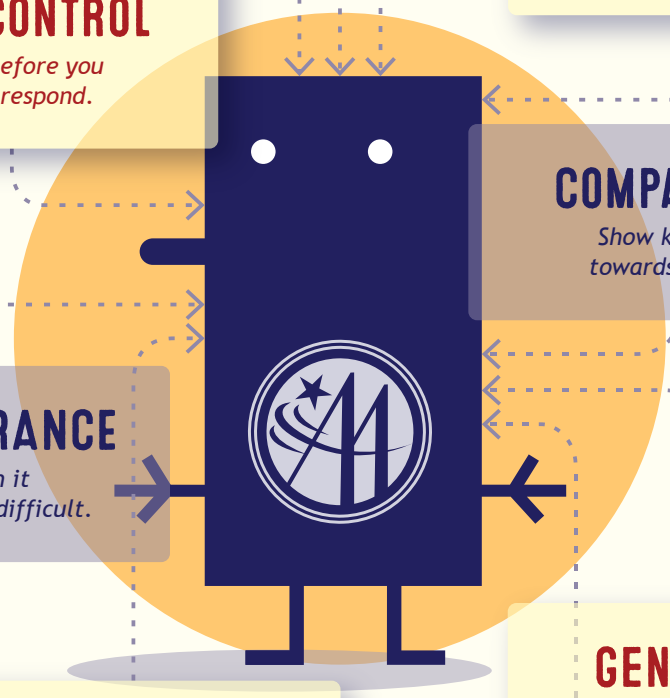 CONTROL
efore you
respond.
COMPA
Show k
towards
RANCE
n it
difficult.
GEN